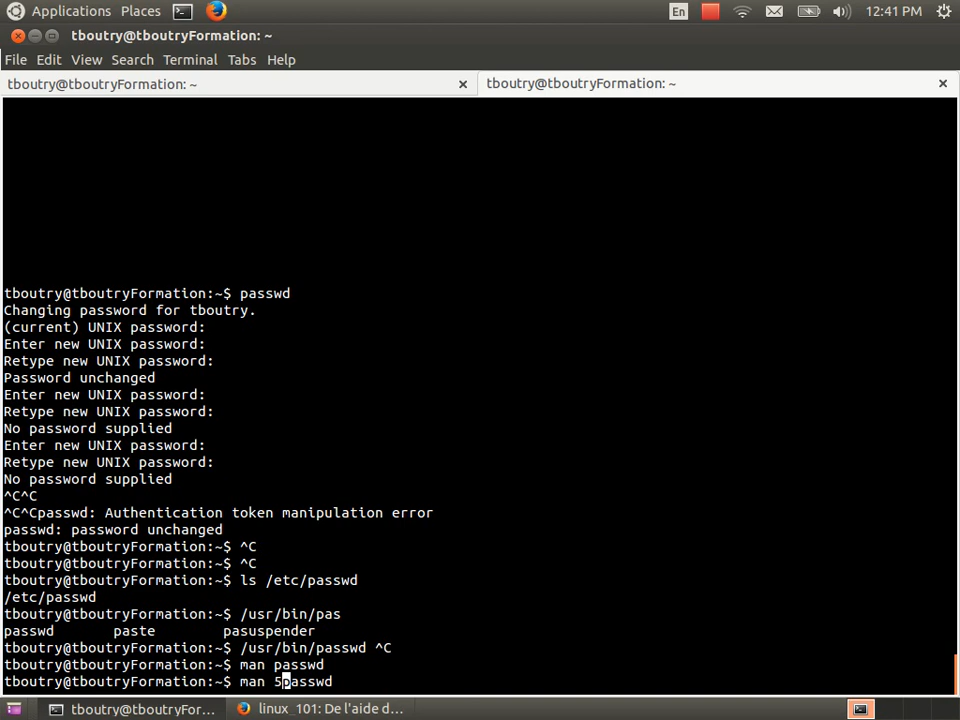 Applications Places En 12:41 PM
tboutry@tboutryFormation: ~
File Edit View Search Terminal Tabs Help
tboutry@tboutryFormation: ~ tboutry@tboutryFormation: ~
tboutry@tboutryFormation:~$ passwd
Changing password for tboutry.
(current) UNIX password:
Enter new UNIX password:
Retype new UNIX password:
Password unchanged
Enter new UNIX password:
Retype new UNIX password:
No password supplied
Enter new UNIX password:
Retype new UNIX password:
No password supplied
^C^C
^C^Cpasswd: Authentication token manipulation error
passwd: password unchanged
tboutry@tboutryFormation:~$ ^C
tboutry@tboutryFormation:~$ ^C
tboutry@tboutryFormation:~$ ls /etc/passwd
/etc/passwd
tboutry@tboutryFormation:~$ /usr/bin/pas
passwd paste pasuspender
tboutry@tboutryFormation:~$ /usr/bin/passwd ^C
tboutry@tboutryFormation:~$ man passwd
tboutry@tboutryFormation:~$ man 5passwd
tboutry@tboutryFor... linux_101: De l'aide d...